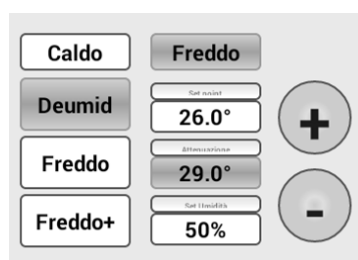 Caldo
Freddo
Deumid
Set point
26.0°
+
Freddo
Attenuazione
29.0°
-
Freddo+
Set Umidità
50%